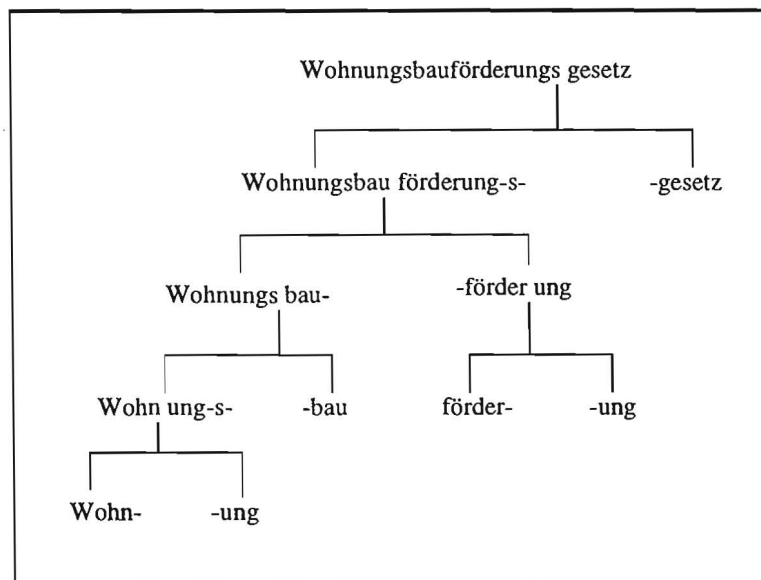 Wohnungsbauförderungs gesetz
Wohnungsbau förderung-s- -gesetz
Wohnungs bau- -förder ung
Wohn ung-s- -bau förder- -ung
Wohn- -ung